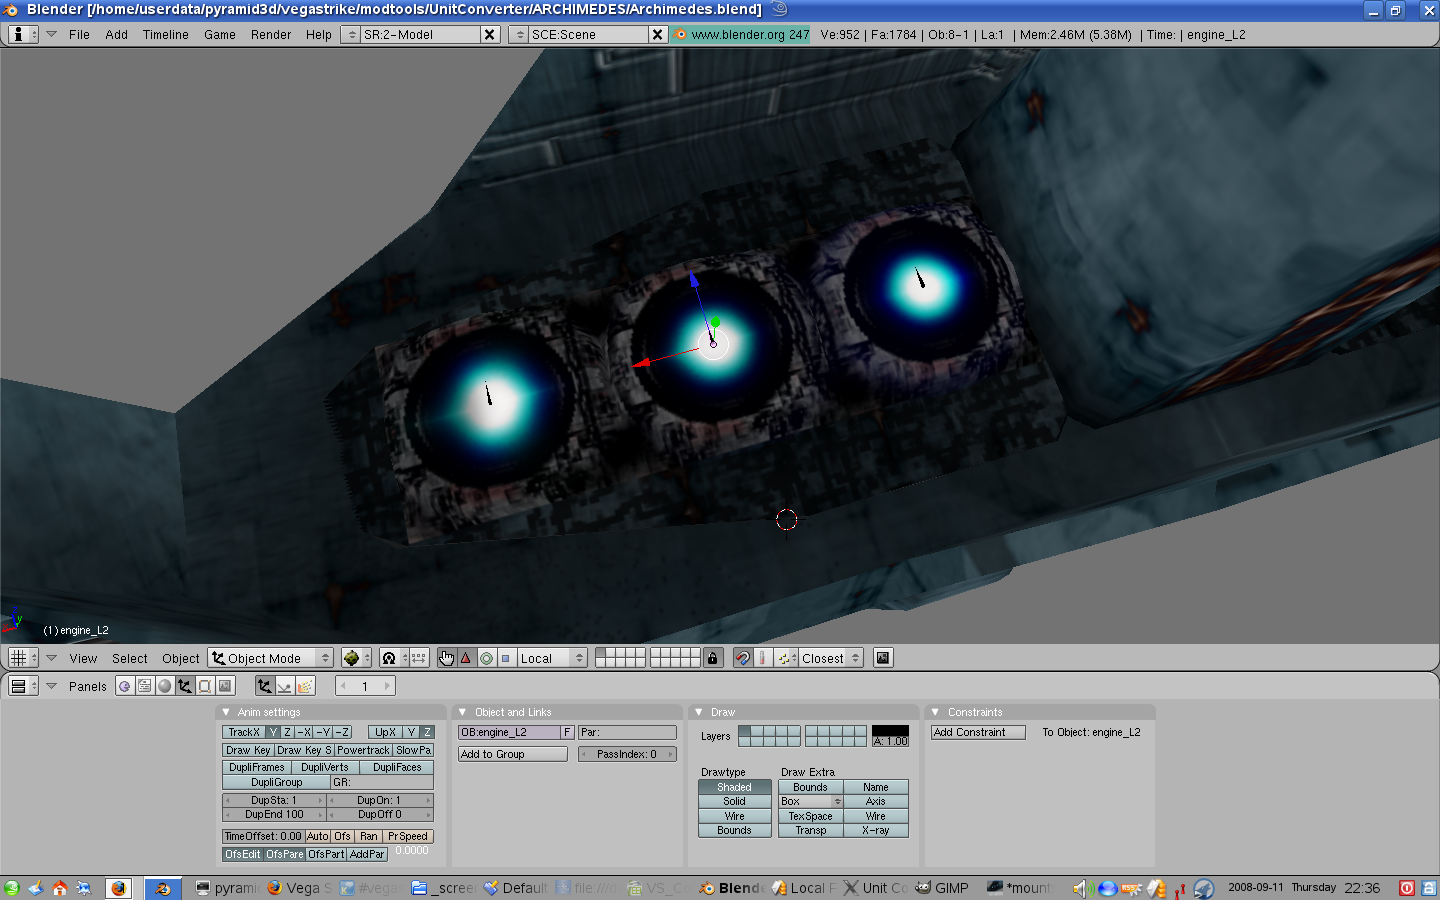 Blender [/home/userdata/pyramid3d/vegastrike/modtools/UnitConverter/ARCHIMEDES/Archimedes.blend]
File Add Timeline Game Render Help SR:2-Model SCE:Scene www.blender.org 247 Ve:952 | Fa:1784 | Ob:8-1 | La:1 | Mem:2.46M (5.38M) | Time: | engine_L2
y
(1) engine_L2
View Select Object Object Mode Local Closest
Panels 1
Anim settings Object and Links Draw Constraints
TrackX Y Z -X -Y -Z UpX Y Z OB:engine_L2 F Par: Layers A: 1.00 Add Constraint To Object: engine_L2
Draw Key Draw Key S Powertrack SlowPa Add to Group PassIndex: 0
DupliFrames DupliVerts DupliFaces Drawtype Draw Extra
DupliGroup GR: Shaded Bounds Name
DupSta: 1 DupOn: 1 Solid Box Axis
DupEnd 100 DupOff 0 Wire TexSpace Wire
TimeOffset: 0.00 Auto Ofs Ran PrSpeed Bounds Transp X-ray
OfsEdit OfsPare OfsPart AddPar 0.0000
pyrami Vega S #vega _scree Default file:/// VS_Co Blende Local F Unit Co GIMP *moun 2008-09-11 Thursday 22:36